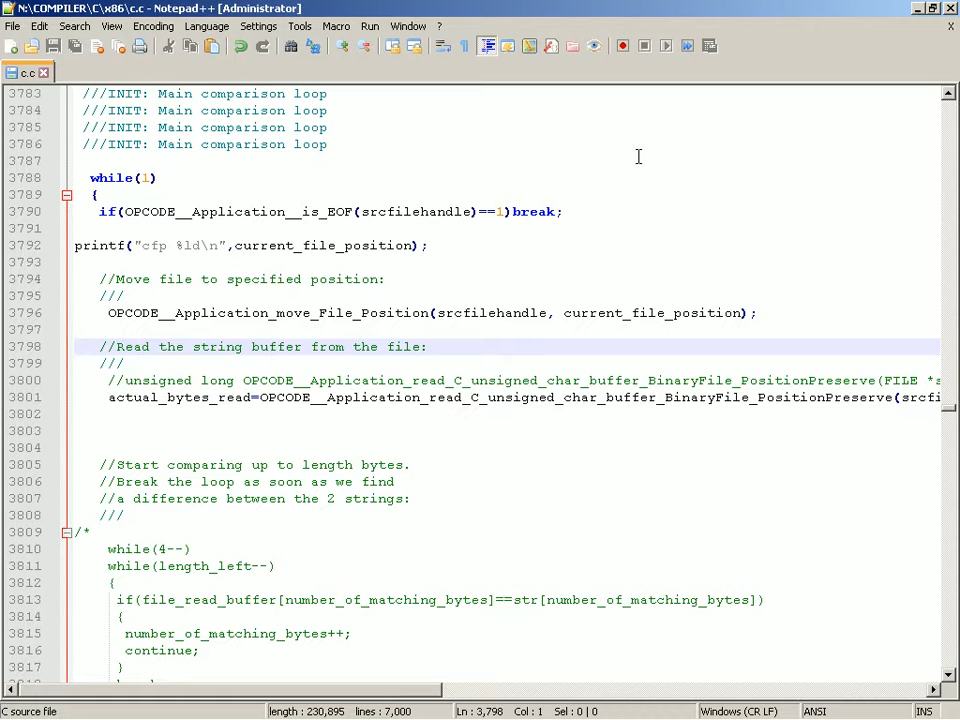 N:\COMPILER\C\x86\c.c - Notepad++ [Administrator]
File Edit Search View Encoding Language Settings Tools Macro Run Window ? X
c.c
3783 ///INIT: Main comparison loop
3784 ///INIT: Main comparison loop
3785 ///INIT: Main comparison loop
3786 ///INIT: Main comparison loop
3787
3788 while(1)
3789 {
3790 if(OPCODE__Application__is_EOF(srcfilehandle)==1)break;
3791
3792 printf("cfp %ld\n",current_file_position);
3793
3794 //Move file to specified position:
3795 ///
3796 OPCODE__Application_move_File_Position(srcfilehandle, current_file_position);
3797
3798 //Read the string buffer from the file:
3799 ///
3800 //unsigned long OPCODE__Application_read_C_unsigned_char_buffer_BinaryFile_PositionPreserve(FILE *s
3801 actual_bytes_read=OPCODE__Application_read_C_unsigned_char_buffer_BinaryFile_PositionPreserve(srcfi
3802
3803
3804
3805 //Start comparing up to length bytes.
3806 //Break the loop as soon as we find
3807 //a difference between the 2 strings:
3808 ///
3809 /*
3810 while(4--)
3811 while(length_left--)
3812 {
3813 if(file_read_buffer[number_of_matching_bytes]==str[number_of_matching_bytes])
3814 {
3815 number_of_matching_bytes++;
3816 continue;
3817 }
C source file length : 230,895 lines : 7,000 Ln : 3,798 Col : 1 Sel : 0 | 0 Windows (CR LF) ANSI INS